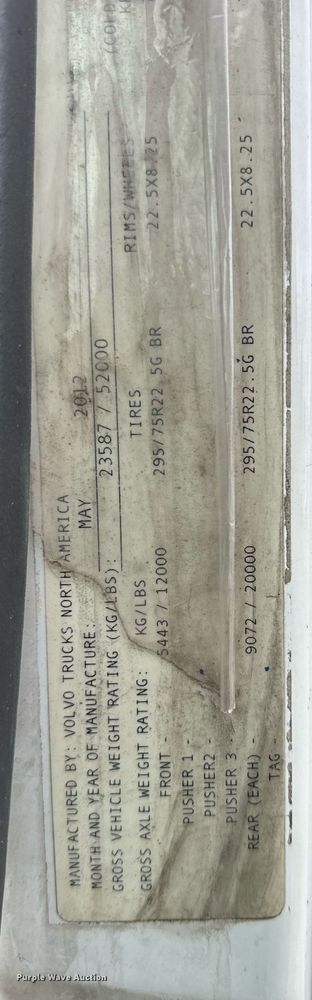 MANUFACTURED BY: VOLVO TRUCKS NORTH AMERICA
MONTH AND YEAR OF MANUFACTURE: MAY 2012
GROSS VEHICLE WEIGHT RATING (KG/LBS): 23587 / 52000
GROSS AXLE WEIGHT RATING: KG/LBS TIRES RIMS/WHEELS (COLD
FRONT - 5443 / 12000 295/75R22.5G BR 22.5X8.25
PUSHER 1 -
PUSHER2
PUSHER 3
REAR (EACH) - 9072 / 20000 295/75R22.5G BR 22.5X8.25
TAG
Purple Wave Auction